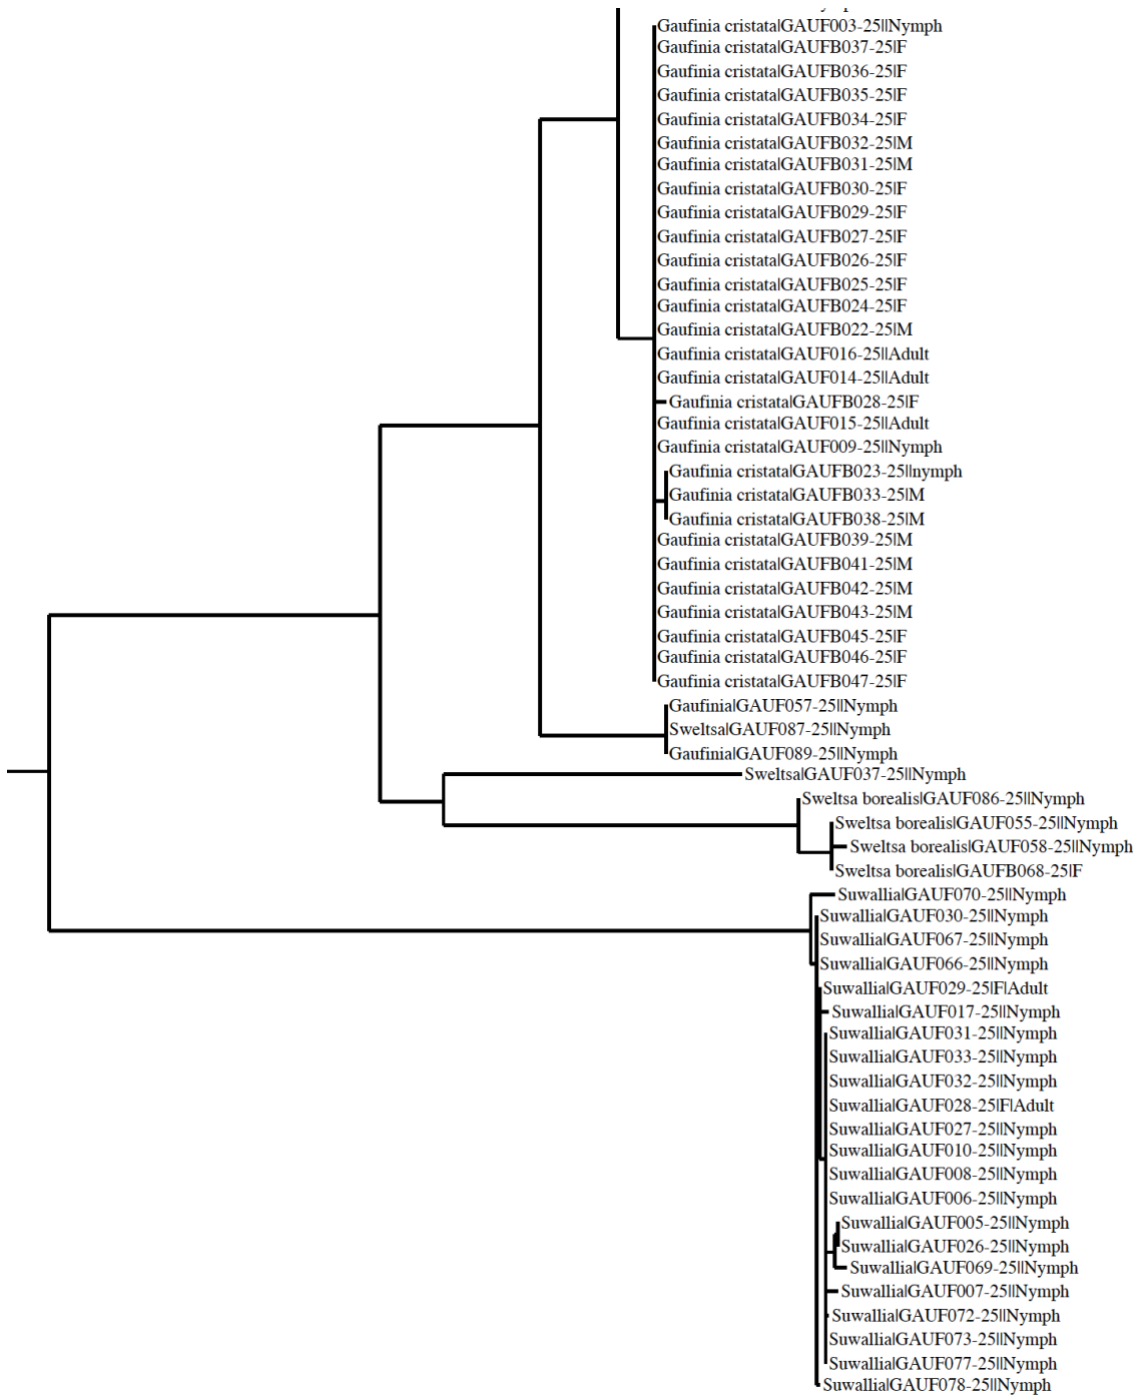 Gaufinia cristata|GAUF003-25||Nymph
Gaufinia cristata|GAUFB037-25|F
Gaufinia cristata|GAUFB036-25|F
Gaufinia cristata|GAUFB035-25|F
Gaufinia cristata|GAUFB034-25|F
Gaufinia cristata|GAUFB032-25|M
Gaufinia cristata|GAUFB031-25|M
Gaufinia cristata|GAUFB030-25|F
Gaufinia cristata|GAUFB029-25|F
Gaufinia cristata|GAUFB027-25|F
Gaufinia cristata|GAUFB026-25|F
Gaufinia cristata|GAUFB025-25|F
Gaufinia cristata|GAUFB024-25|F
Gaufinia cristata|GAUFB022-25|M
Gaufinia cristata|GAUF016-25||Adult
Gaufinia cristata|GAUF014-25||Adult
Gaufinia cristata|GAUFB028-25|F
Gaufinia cristata|GAUF015-25||Adult
Gaufinia cristata|GAUF009-25||Nymph
Gaufinia cristata|GAUFB023-25||nymph
Gaufinia cristata|GAUFB033-25|M
Gaufinia cristata|GAUFB038-25|M
Gaufinia cristata|GAUFB039-25|M
Gaufinia cristata|GAUFB041-25|M
Gaufinia cristata|GAUFB042-25|M
Gaufinia cristata|GAUFB043-25|M
Gaufinia cristata|GAUFB045-25|F
Gaufinia cristata|GAUFB046-25|F
Gaufinia cristata|GAUFB047-25|F
Gaufinia|GAUF057-25||Nymph
Sweltsa|GAUF087-25||Nymph
Gaufinia|GAUF089-25||Nymph
Sweltsa|GAUF037-25||Nymph
Sweltsa borealis|GAUF086-25||Nymph
Sweltsa borealis|GAUF055-25||Nymph
Sweltsa borealis|GAUF058-25||Nymph
Sweltsa borealis|GAUFB068-25|F
Suwallia|GAUF070-25||Nymph
Suwallia|GAUF030-25||Nymph
Suwallia|GAUF067-25||Nymph
Suwallia|GAUF066-25||Nymph
Suwallia|GAUF029-25|F|Adult
Suwallia|GAUF017-25||Nymph
Suwallia|GAUF031-25||Nymph
Suwallia|GAUF033-25||Nymph
Suwallia|GAUF032-25||Nymph
Suwallia|GAUF028-25|F|Adult
Suwallia|GAUF027-25||Nymph
Suwallia|GAUF010-25||Nymph
Suwallia|GAUF008-25||Nymph
Suwallia|GAUF006-25||Nymph
Suwallia|GAUF005-25||Nymph
Suwallia|GAUF026-25||Nymph
Suwallia|GAUF069-25||Nymph
Suwallia|GAUF007-25||Nymph
Suwallia|GAUF072-25||Nymph
Suwallia|GAUF073-25||Nymph
Suwallia|GAUF077-25||Nymph
Suwallia|GAUF078-25||Nymph